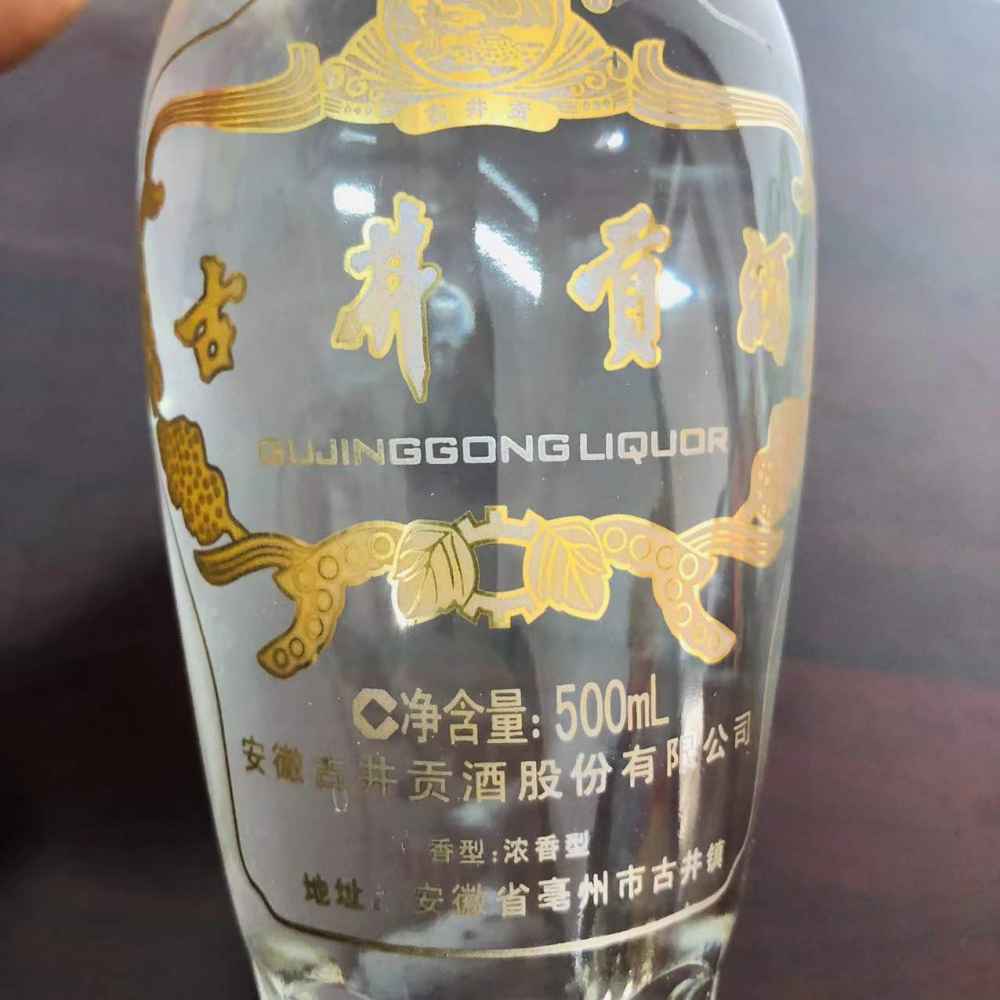 古井贡
古井贡酒
GUJINGGONG LIQUOR
净含量: 500mL
安徽古井贡酒股份有限公司
香型:浓香型
地址: 安徽省亳州市古井镇